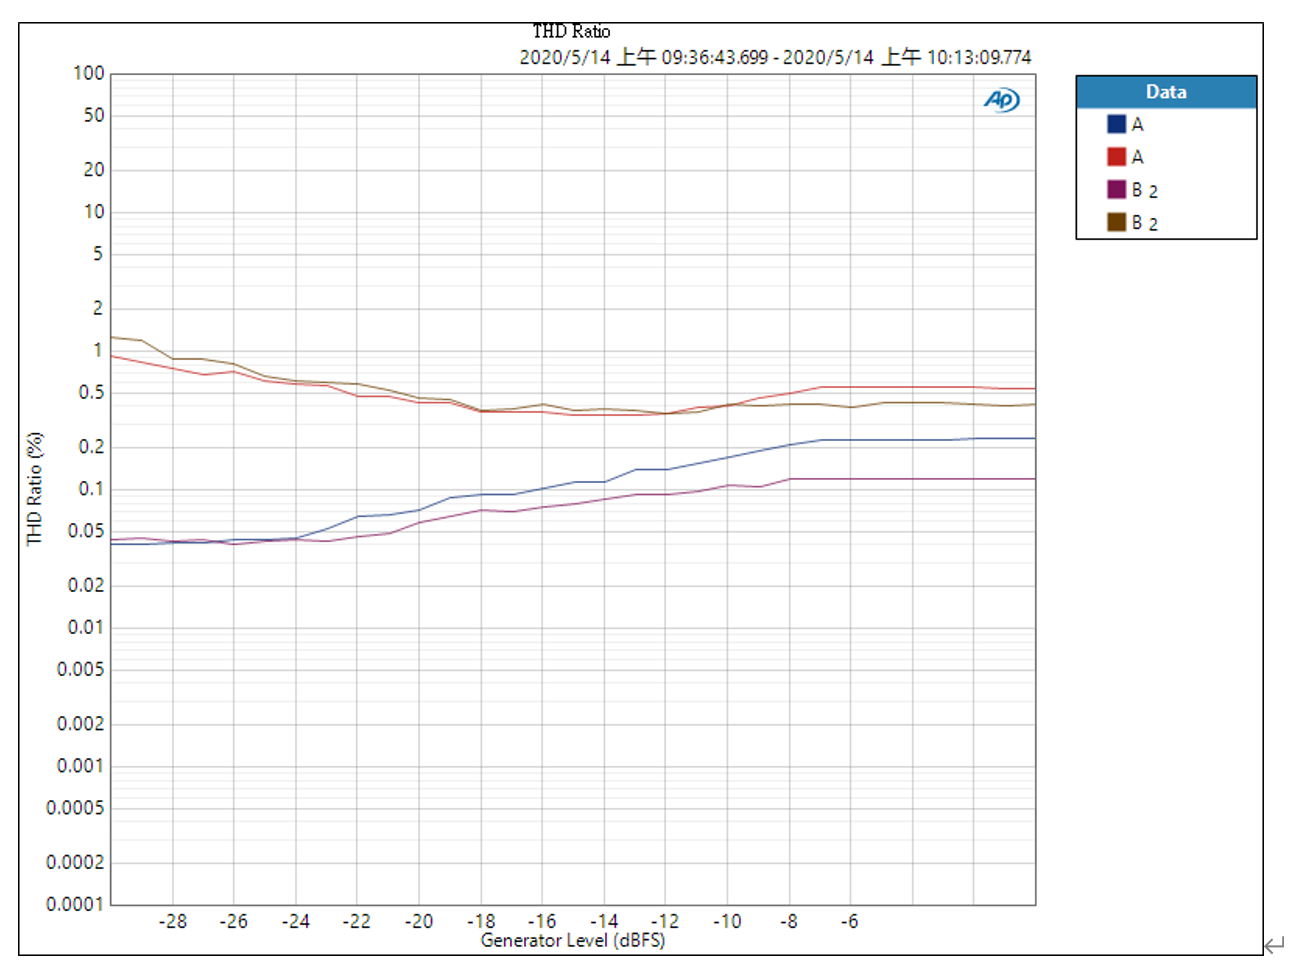 THD Ratio
2020/5/14 上午 09:36:43.699 - 2020/5/14 上午 10:13:09.774
AP
Data
A
A
B 2
B 2
THD Ratio (%)
100
50
20
10
5
2
1
0.5
0.2
0.1
0.05
0.02
0.01
0.005
0.002
0.001
0.0005
0.0002
0.0001
-28 -26 -24 -22 -20 -18 -16 -14 -12 -10 -8 -6
Generator Level (dBFS)